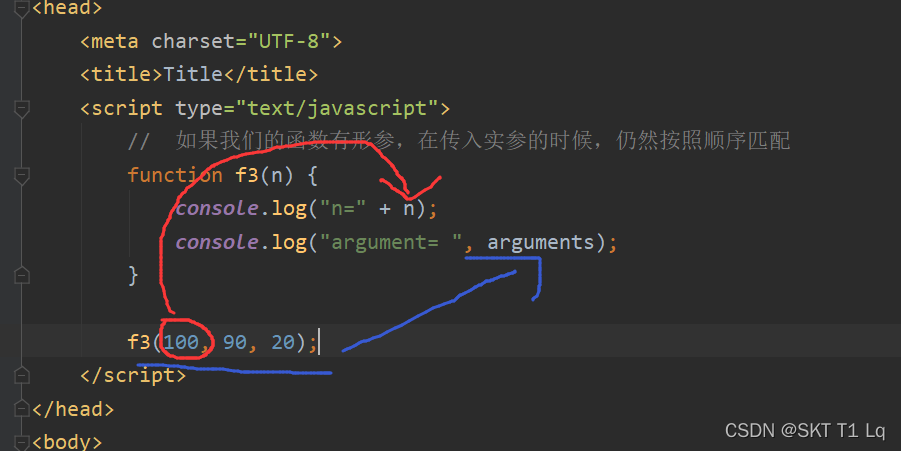 <head>
<meta charset="UTF-8">
<title>Title</title>
<script type="text/javascript">
// 如果我们的函数有形参，在传入实参的时候，仍然按照顺序匹配
function f3(n) {
console.log("n=" + n);
console.log("argument= ", arguments);
}
f3(100, 90, 20);
</script>
</head>
<body>
CSDN @SKT T1 Lq